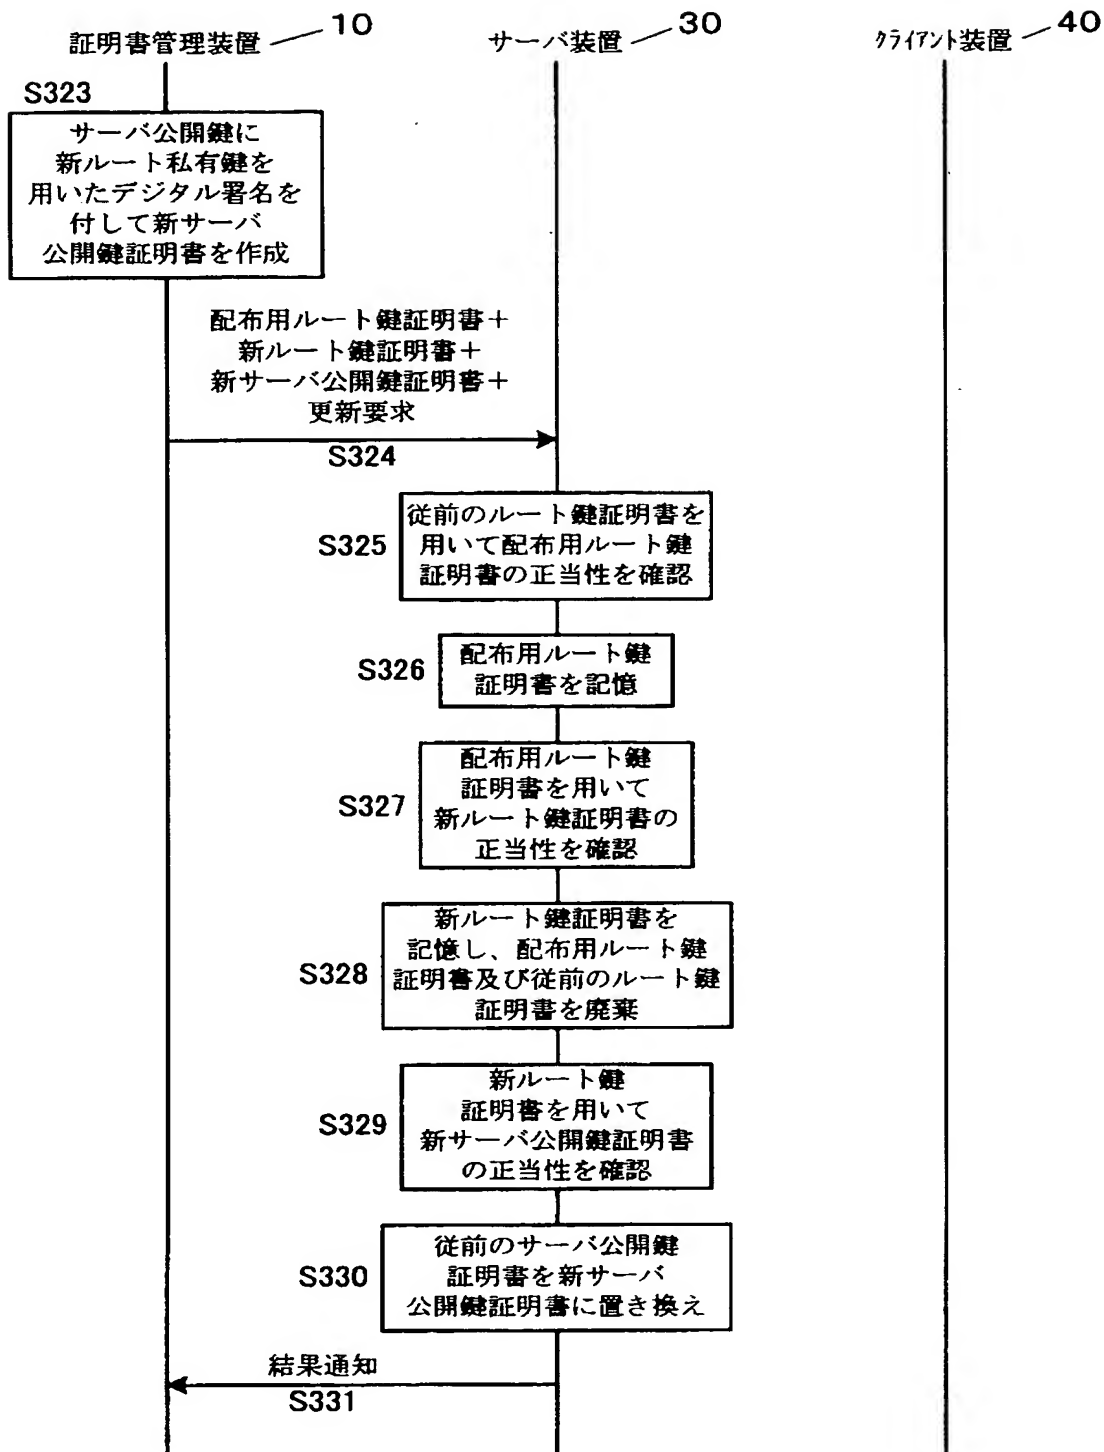 証明書管理装置 10
サーバ装置 30
クライアント装置 40
S323
サーバ公開鍵に
新ルート私有鍵を
用いたデジタル署名を
付して新サーバ
公開鍵証明書を作成
配布用ルート鍵証明書+
新ルート鍵証明書+
新サーバ公開鍵証明書+
更新要求
S324
S325
従前のルート鍵証明書を
用いて配布用ルート鍵
証明書の正当性を確認
S326
配布用ルート鍵
証明書を記憶
S327
配布用ルート鍵
証明書を用いて
新ルート鍵証明書の
正当性を確認
S328
新ルート鍵証明書を
記憶し、配布用ルート鍵
証明書及び従前のルート鍵
証明書を廃棄
S329
新ルート鍵
証明書を用いて
新サーバ公開鍵証明書
の正当性を確認
S330
従前のサーバ公開鍵
証明書を新サーバ
公開鍵証明書に置き換え
結果通知
S331